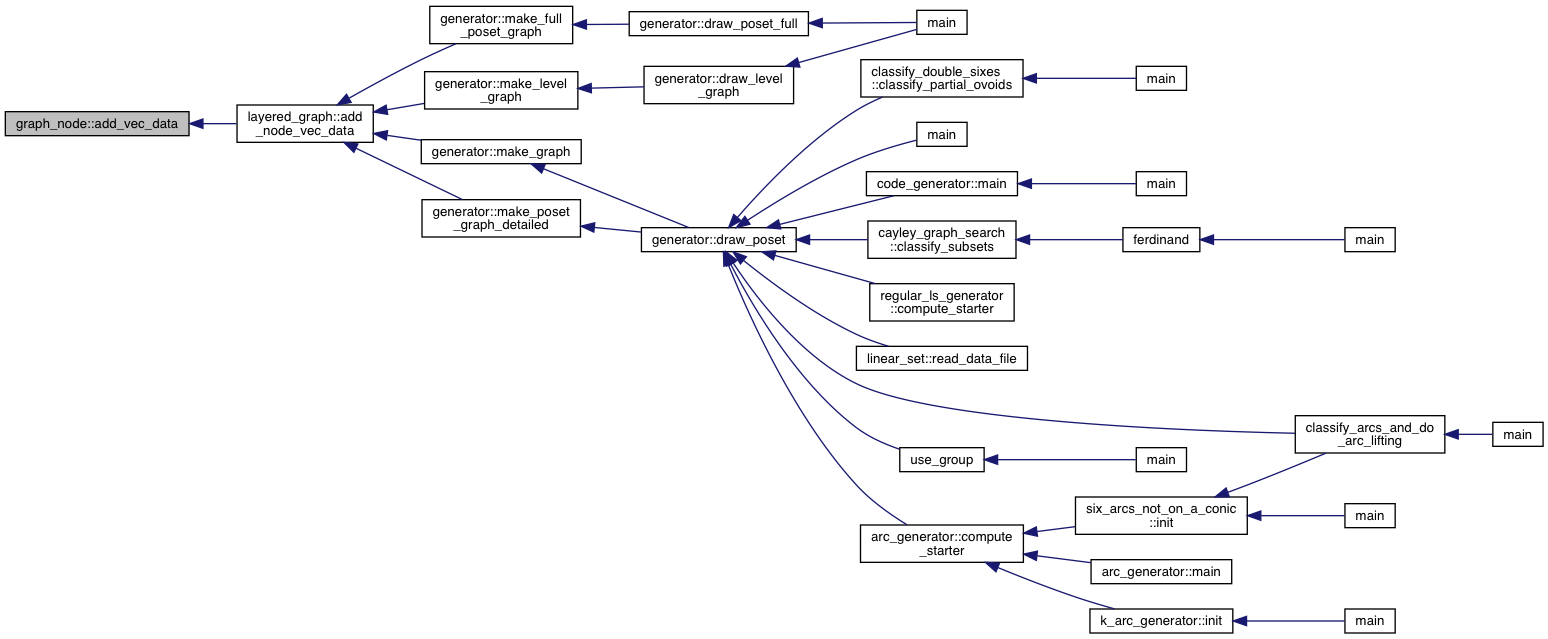 graph_node::add_vec_data
layered_graph::add
_node_vec_data
generator::make_full
_poset_graph
generator::draw_poset_full
main
generator::make_level
_graph
generator::draw_level
_graph
generator::make_graph
generator::make_poset
_graph_detailed
generator::draw_poset
classify_double_sixes
::classify_partial_ovoids
main
main
code_generator::main
main
cayley_graph_search
::classify_subsets
ferdinand
main
regular_ls_generator
::compute_starter
linear_set::read_data_file
classify_arcs_and_do
_arc_lifting
main
use_group
main
arc_generator::compute
_starter
six_arcs_not_on_a_conic
::init
main
arc_generator::main
k_arc_generator::init
main